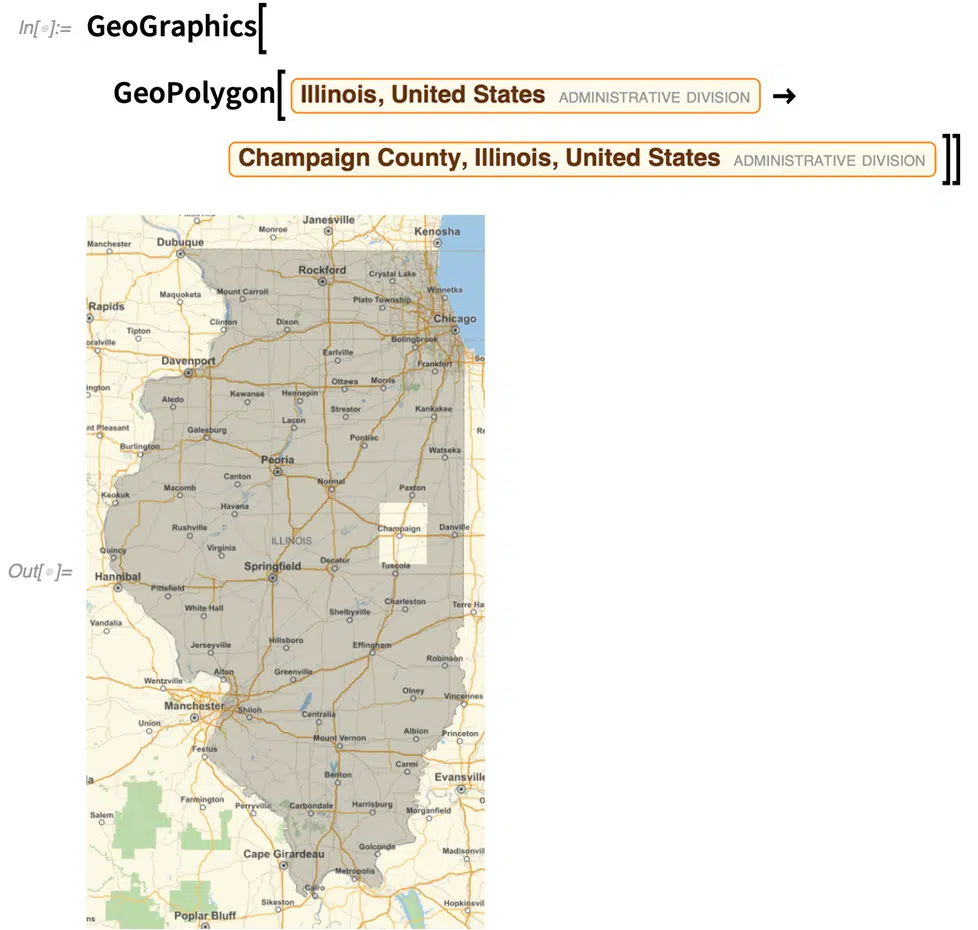 In[●]:= GeoGraphics[
GeoPolygon[ Illinois, United States ADMINISTRATIVE DIVISION →
Champaign County, Illinois, United States ADMINISTRATIVE DIVISION ]]
Out[●]=
Janesville
Monroe
Kenosha
Manchester
Dubuque
Rockford
Crystal Lake
Winnetka
Maquoketa
Mount Carroll
Plato Township
Rapids
Clinton
Dixon
Chicago
Tipton
oralville
Bolingbrook
Earlville
So
Davenport
Frankfort
ington
Ottawa
Morris
Aledo
Kewanee
Hennepin
Streator
Kankakee
Lacon
nt Pleasant
Galesburg
Re
Pontiac
Burlington
Watseka
Peoria
Canton
Normal
Keokuk
Macomb
Paxton
Havana
Rushville
Champaign
Danville
ILLINOIS
Quincy
Virginia
Decatur
Hannibal
Springfield
Tuscola
Pittsfield
White Hall
Charleston
Terre Ha
Shelbyville
Vandalia
Jerseyville
Hillsboro
Effingham
Robinson
Wentzville
Alton
Greenville
Olney
Vincennes
Manchester
Shiloh
Centralia
Union
Albion
Princeton
Mount Vernon
Festus
Carmi
la
Benton
Evansville
Farmington
Perryville
Carbondale
Harrisburg
Morganfield
Salem
Golconda
Cape Girardeau
Madisonvil
Metropolis
Cairo
Sikeston
Hopkinsvil
ns
Poplar Bluff